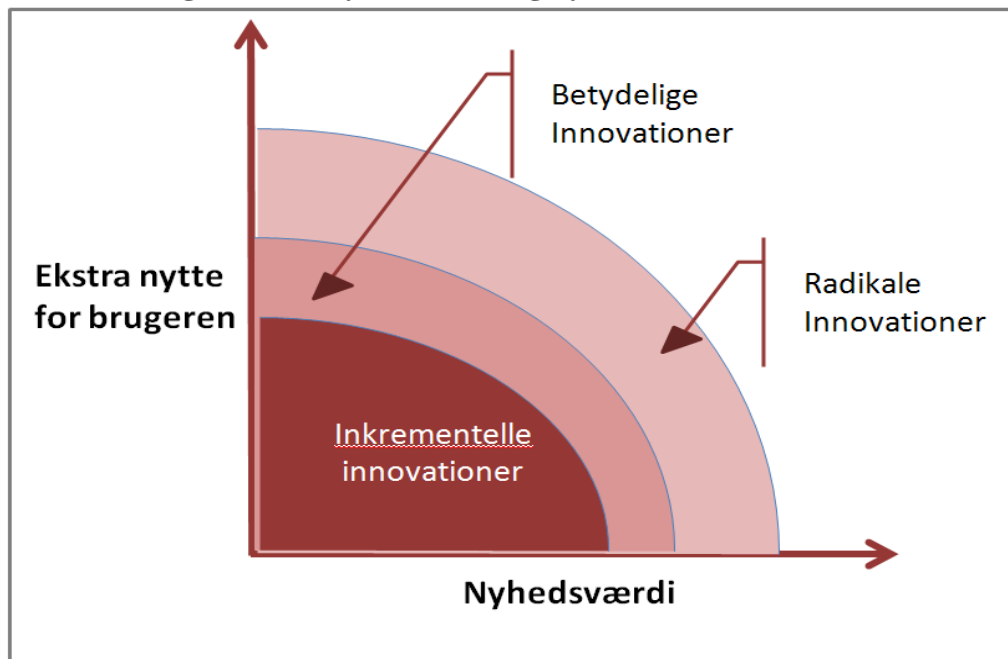 Betydelige
Innovationer
Ekstra nytte
for brugeren
Radikale
Innovationer
Inkrementelle
innovationer
Nyhedsværdi